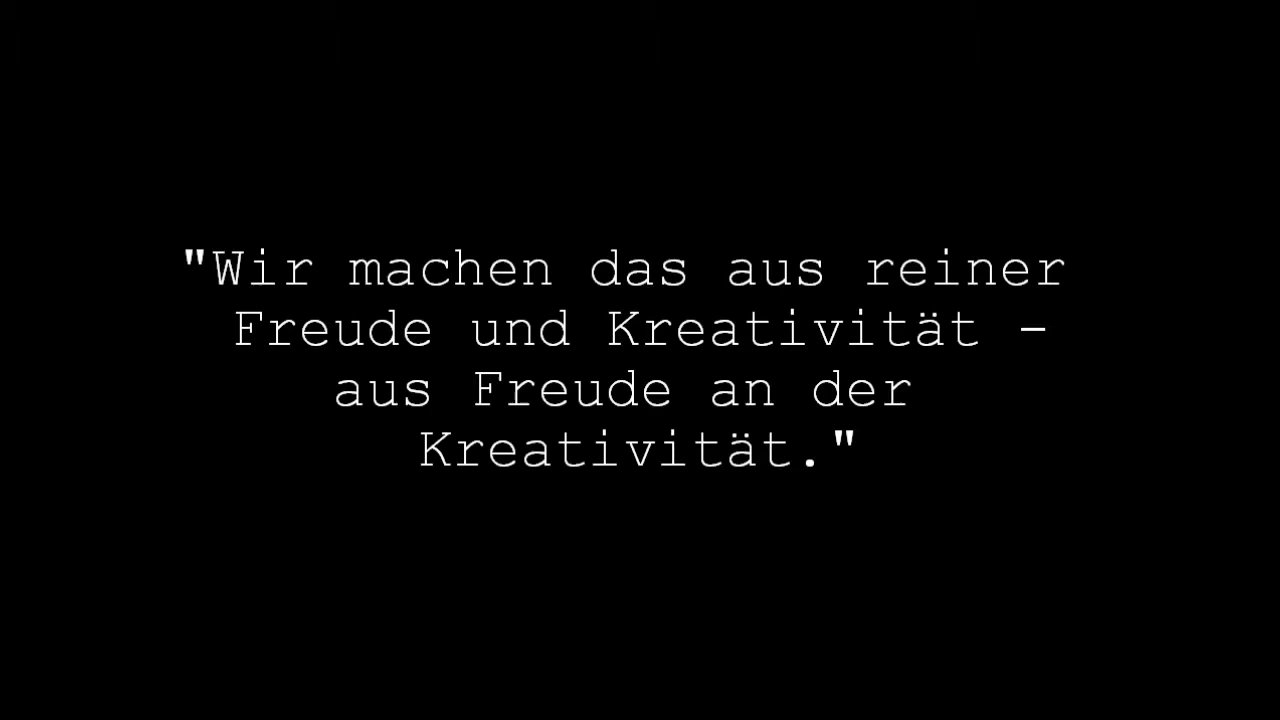 "Wir machen das aus reiner
Freude und Kreativität -
aus Freude an der
Kreativität."